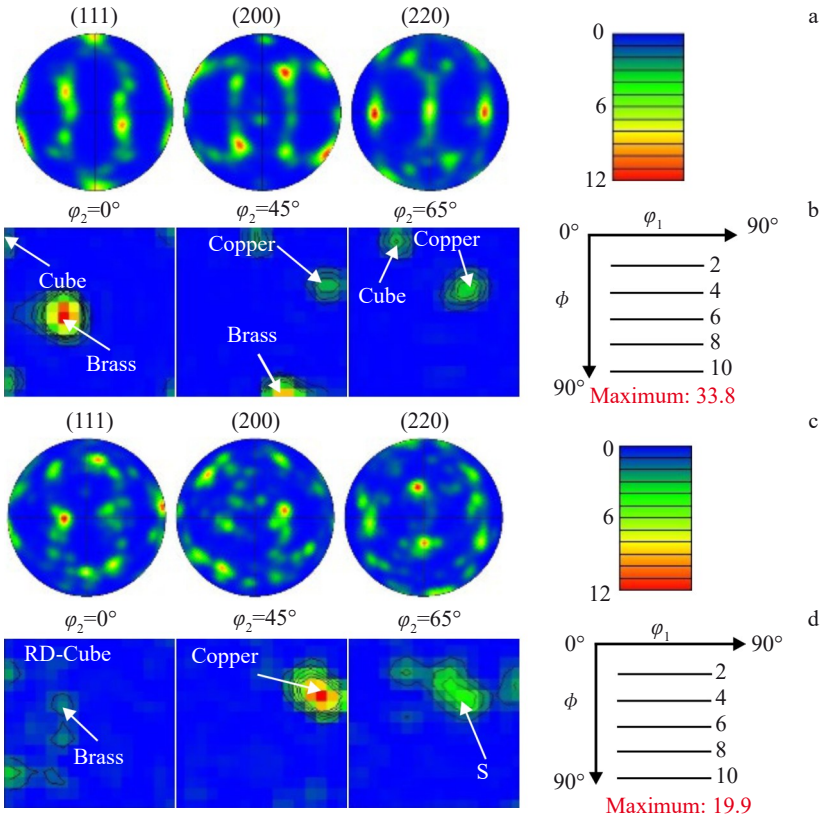 (111) (200) (220) 0 a
6
12
φ₂=0° φ₂=45° φ₂=65° b
Cube
Brass
Copper
Brass
Copper
Cube
0° φ₁ 90°
2
4
ϕ 6
8
10
90°
Maximum: 33.8
(111) (200) (220) c
0
6
12
φ₂=0° φ₂=45° φ₂=65° d
RD-Cube
Brass
Copper
S
0° φ₁ 90°
2
4
ϕ
6
8
10
90°
Maximum: 19.9